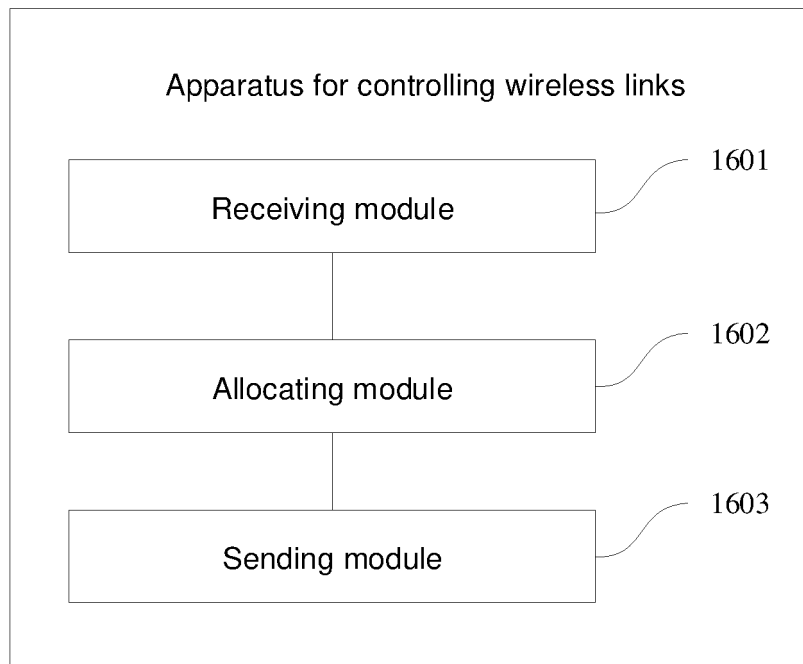 Apparatus for controlling wireless links
1601
Receiving module
1602
Allocating module
1603
Sending module